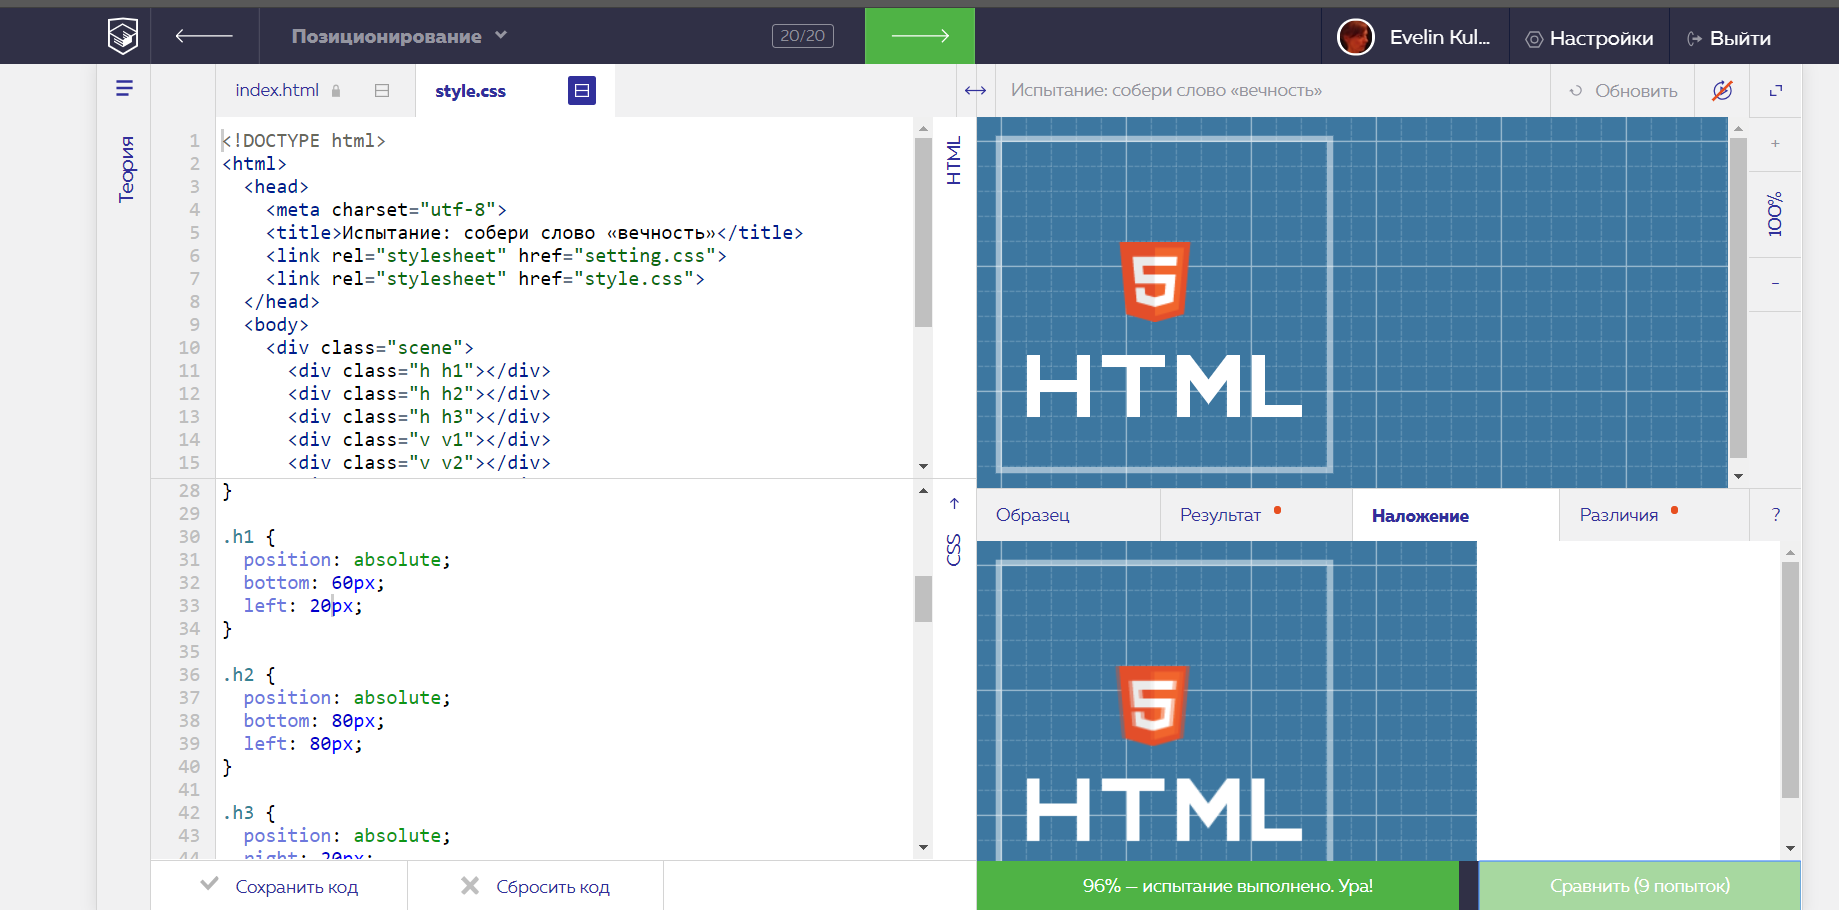 Позиционирование
20/20
Evelin Kul...
Настройки
Выйти
Теория
index.html
style.css
1 <!DOCTYPE html>
2 <html>
3 <head>
4 <meta charset="utf-8">
5 <title>Испытание: собери слово «вечность»</title>
6 <link rel="stylesheet" href="setting.css">
7 <link rel="stylesheet" href="style.css">
8 </head>
9 <body>
10 <div class="scene">
11 <div class="h h1"></div>
12 <div class="h h2"></div>
13 <div class="h h3"></div>
14 <div class="v v1"></div>
15 <div class="v v2"></div>
HTML
28 }
29
30 .h1 {
31 position: absolute;
32 bottom: 60px;
33 left: 20px;
34 }
35
36 .h2 {
37 position: absolute;
38 bottom: 80px;
39 left: 80px;
40 }
41
42 .h3 {
43 position: absolute;
44 right: 20px;
CSS
Сохранить код
Сбросить код
Испытание: собери слово «вечность»
Обновить
5
HTML
+
100%
-
Образец
Результат
Наложение
Различия
?
5
HTML
96% — испытание выполнено. Ура!
Сравнить (9 попыток)